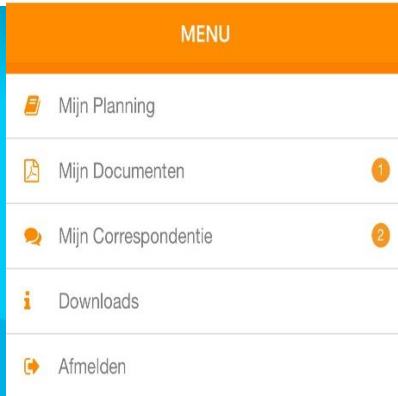 MENU
Mijn Planning
Mijn Documenten 1
Mijn Correspondentie 2
Downloads
Afmelden